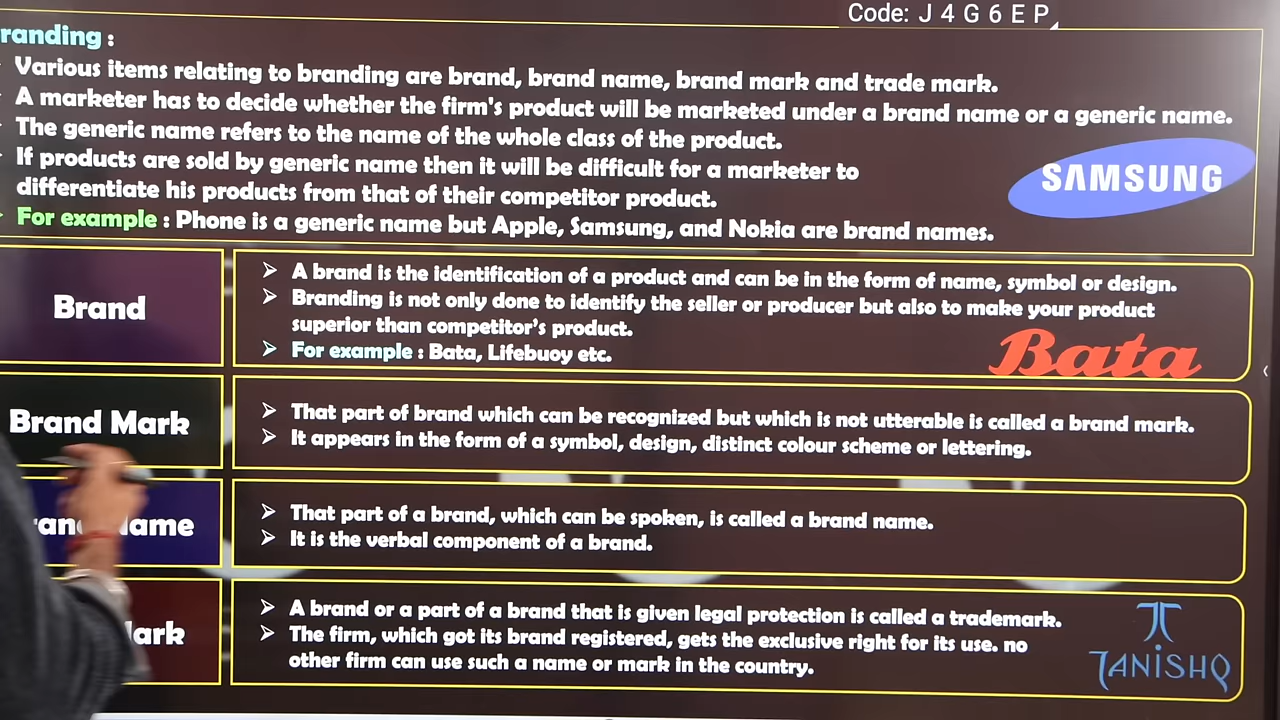 Code: J 4 G 6 E P
randing :
Various items relating to branding are brand, brand name, brand mark and trade mark.
A marketer has to decide whether the firm's product will be marketed under a brand name or a generic name.
The generic name refers to the name of the whole class of the product.
If products are sold by generic name then it will be difficult for a marketer to
differentiate his products from that of their competitor product.
SAMSUNG
For example : Phone is a generic name but Apple, Samsung, and Nokia are brand names.
Brand
➤ A brand is the identification of a product and can be in the form of name, symbol or design.
➤ Branding is not only done to identify the seller or producer but also to make your product
superior than competitor's product.
➤ For example : Bata, Lifebuoy etc.
Bata
Brand Mark
➤ That part of brand which can be recognized but which is not utterable is called a brand mark.
➤ It appears in the form of a symbol, design, distinct colour scheme or lettering.
ran ame
➤ That part of a brand, which can be spoken, is called a brand name.
➤ It is the verbal component of a brand.
ark
➤ A brand or a part of a brand that is given legal protection is called a trademark.
➤ The firm, which got its brand registered, gets the exclusive right for its use. no
other firm can use such a name or mark in the country.
TANISHQ